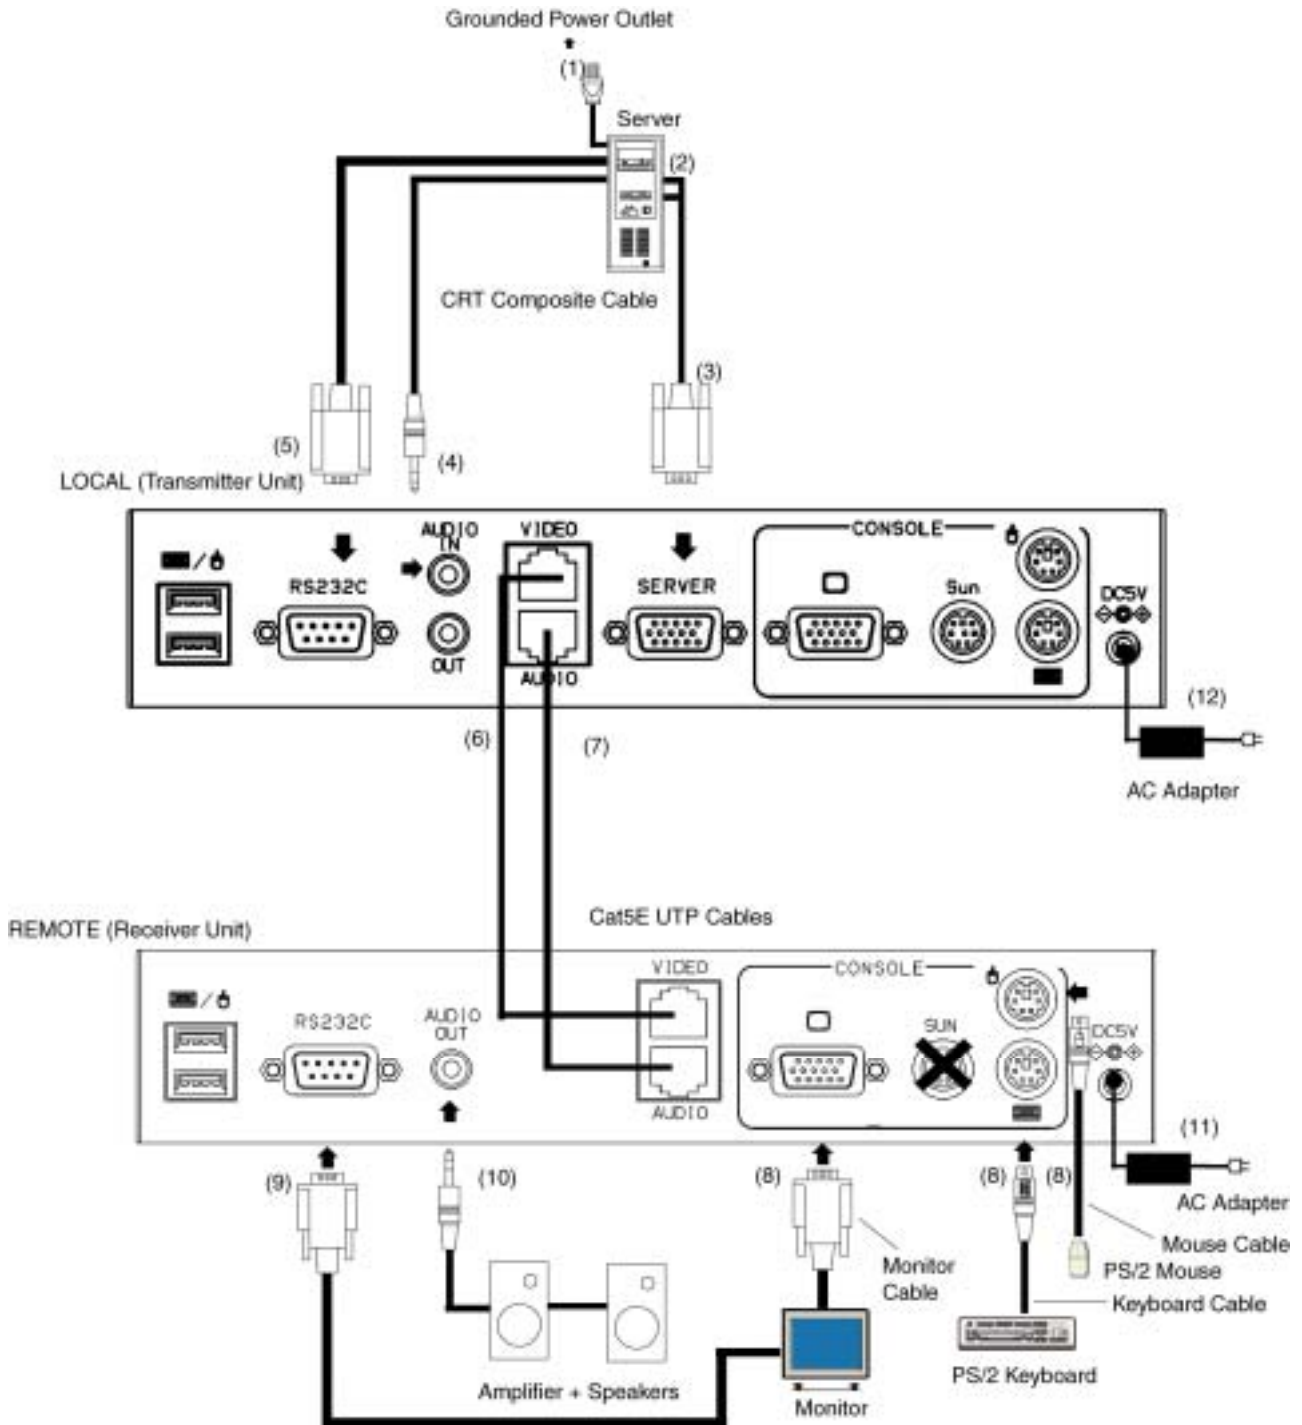 Grounded Power Outlet
(1)
Server
(2)
CRT Composite Cable
(3)
(5)
(4)
LOCAL (Transmitter Unit)
AUDIO
IN
VIDEO
CONSOLE
/
RS232C
SERVER
Sun
DC5V
OUT
AUDIO
(12)
(6)
(7)
AC Adapter
Cat5E UTP Cables
REMOTE (Receiver Unit)
VIDEO
CONSOLE
/
RS232C
AUDIO
OUT
SUN
DC5V
AUDIO
(11)
(9)
(10)
(8)
(8)
(8)
AC Adapter
Mouse Cable
Monitor
Cable
PS/2 Mouse
Keyboard Cable
PS/2 Keyboard
Amplifier + Speakers
Monitor